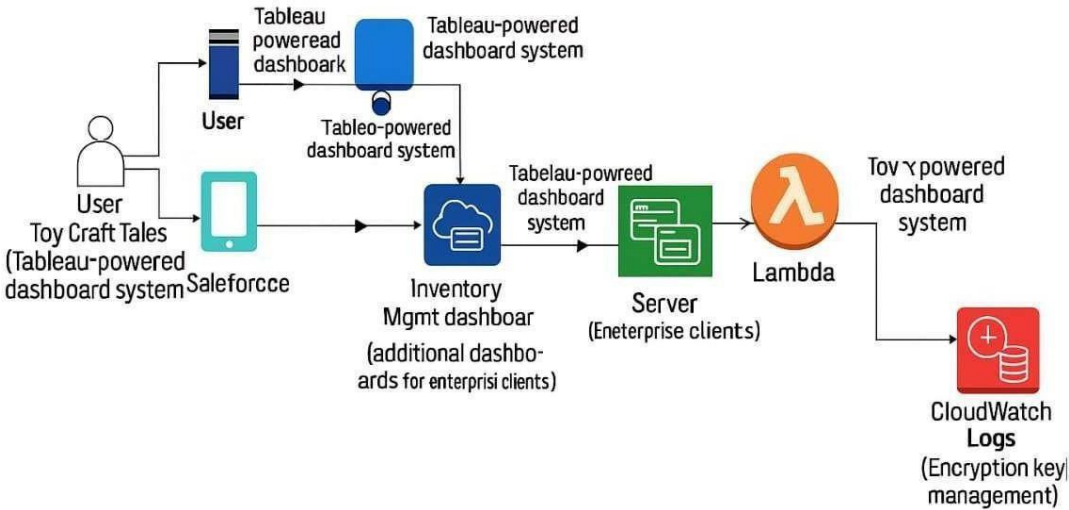 Tableau
poweread
dashboark
Tableau-powered
dashboard system
User
Tableo-powered
dashboard system
User
Toy Craft Tales
(Tableau-powered
dashboard system
Saleforcce
Inventory
Mgmt dashboar
(additional dashbo-
ards for enterprisi clients)
Tabelau-powreed
dashboard
system
Server
(Eneterprise clients)
λ
Lambda
powered
dashboard
system
CloudWatch
Logs
(Encryption key
management)